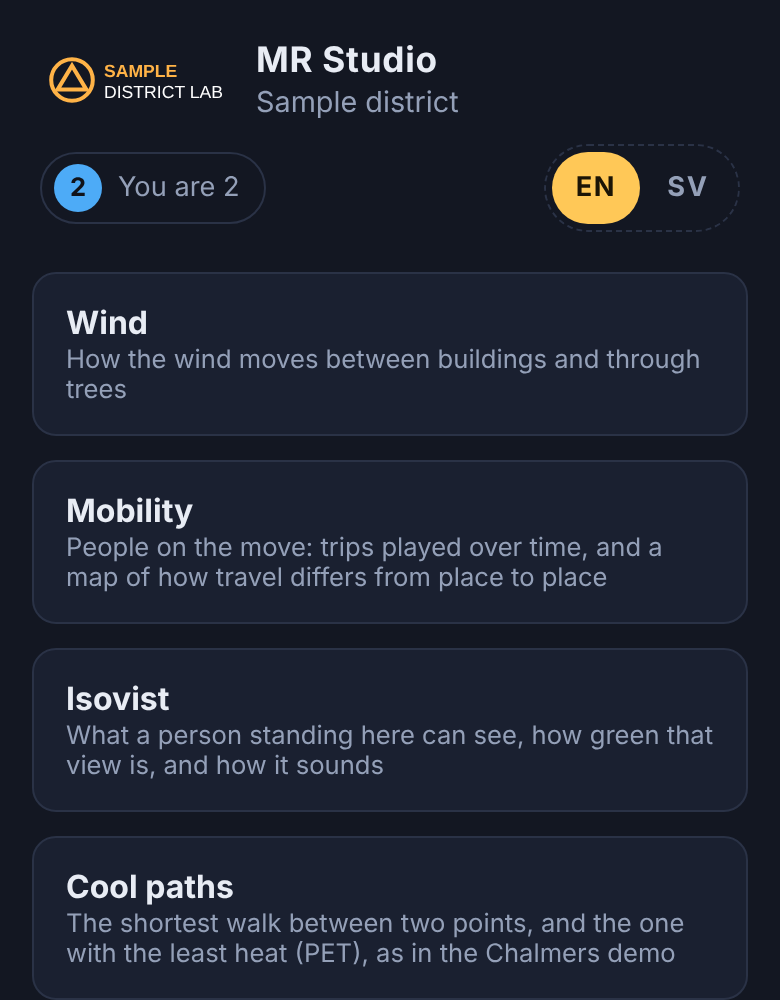 SAMPLE
DISTRICT LAB
MR Studio
Sample district
2 You are 2
EN SV
Wind
How the wind moves between buildings and through
trees
Mobility
People on the move: trips played over time, and a
map of how travel differs from place to place
Isovist
What a person standing here can see, how green that
view is, and how it sounds
Cool paths
The shortest walk between two points, and the one
with the least heat (PET), as in the Chalmers demo